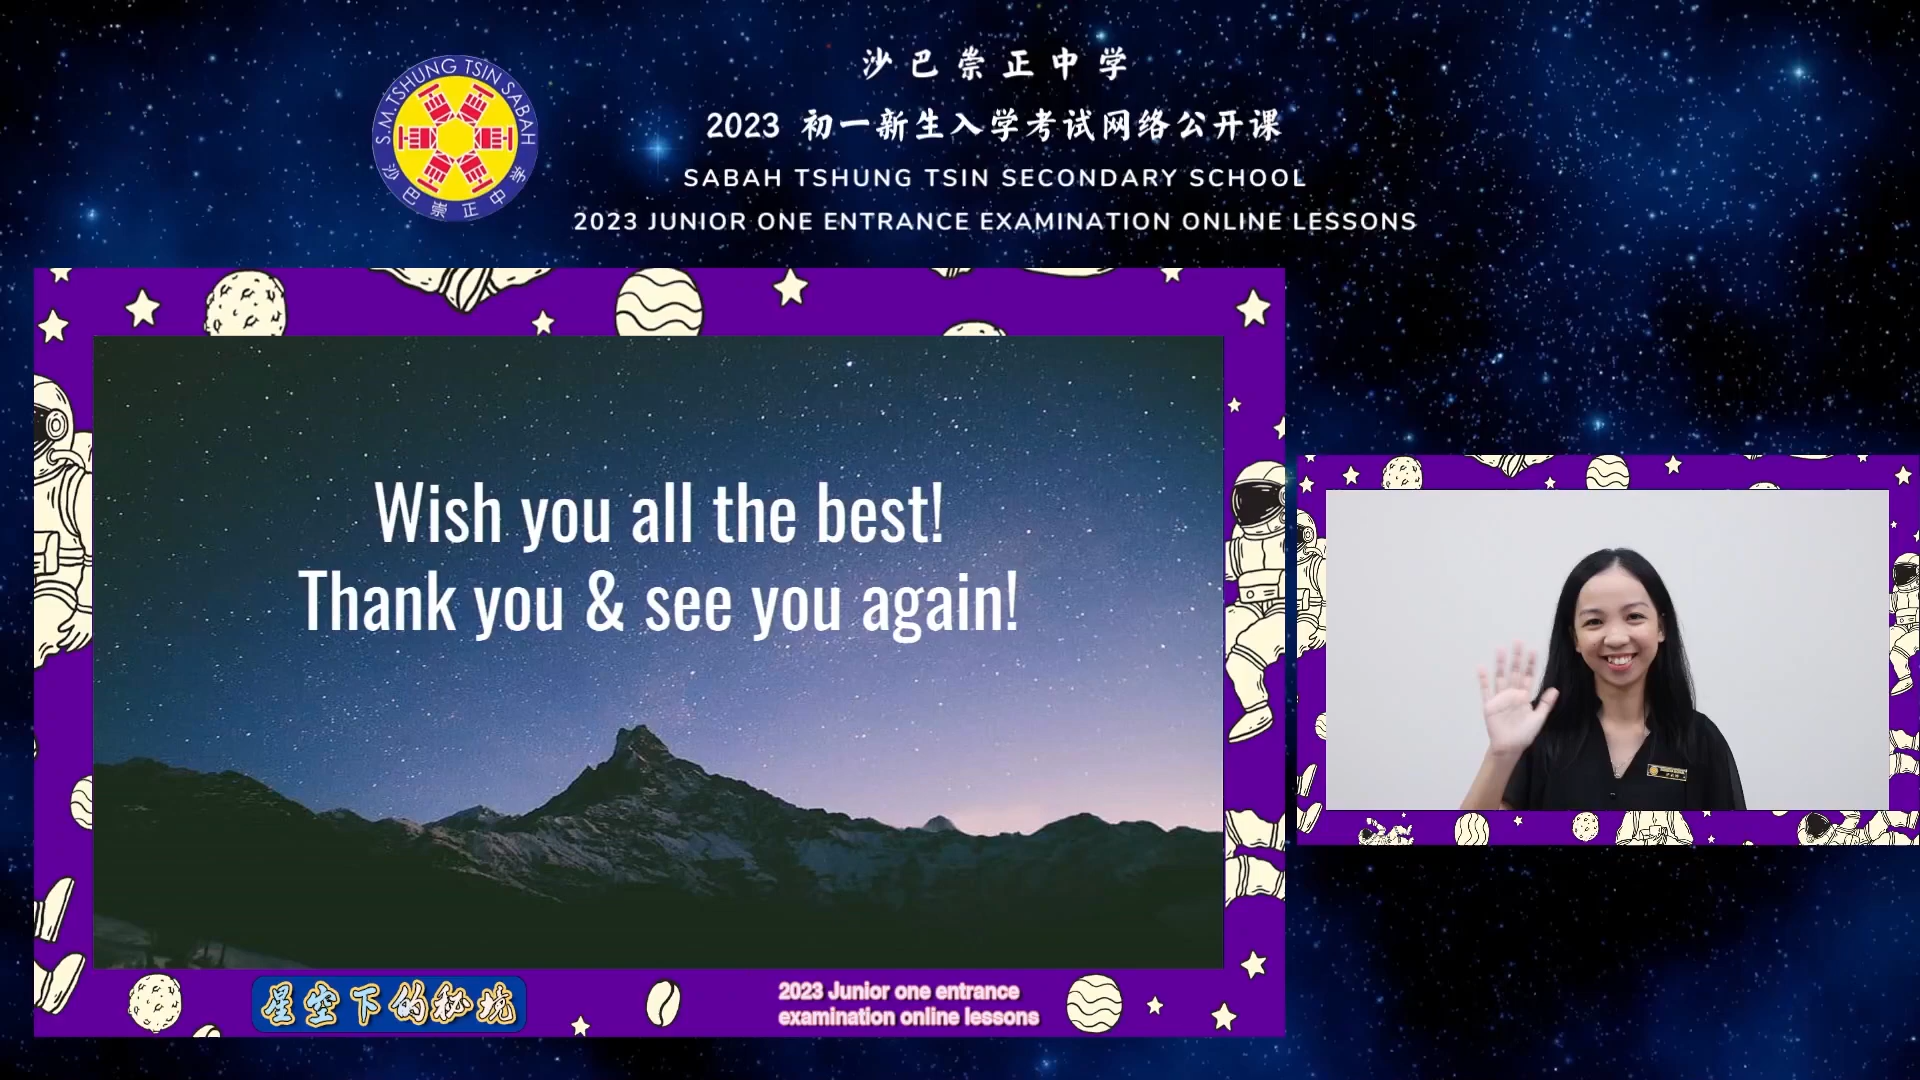 S.M TSHUNG TSIN SABAH
沙巴崇正中学
沙巴崇正中学
2023 初一新生入学考试网络公开课
SABAH TSHUNG TSIN SECONDARY SCHOOL
2023 JUNIOR ONE ENTRANCE EXAMINATION ONLINE LESSONS
Wish you all the best!
Thank you & see you again!
星空下的秘境
2023 Junior one entrance
examination online lessons